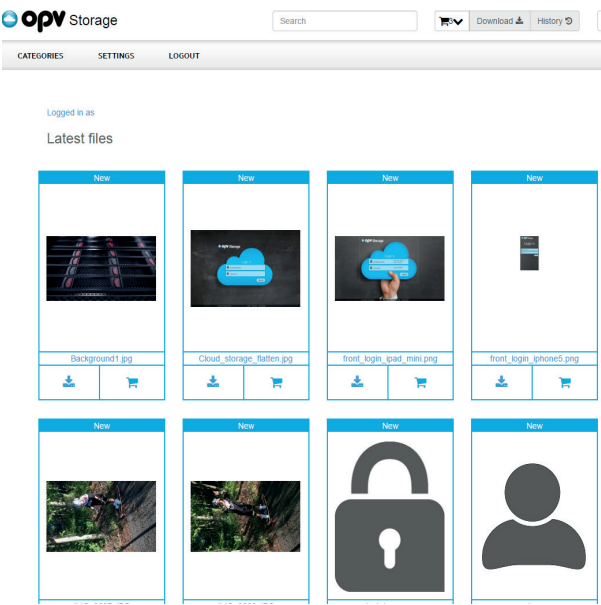 opv Storage
Search
3
Download
History
CATEGORIES
SETTINGS
LOGOUT
Logged in as
Latest files
New
New
New
New
Background1.jpg
Cloud_storage_flatten.jpg
front_login_ipad_mini.png
front_login_iphone5.png
New
New
New
New